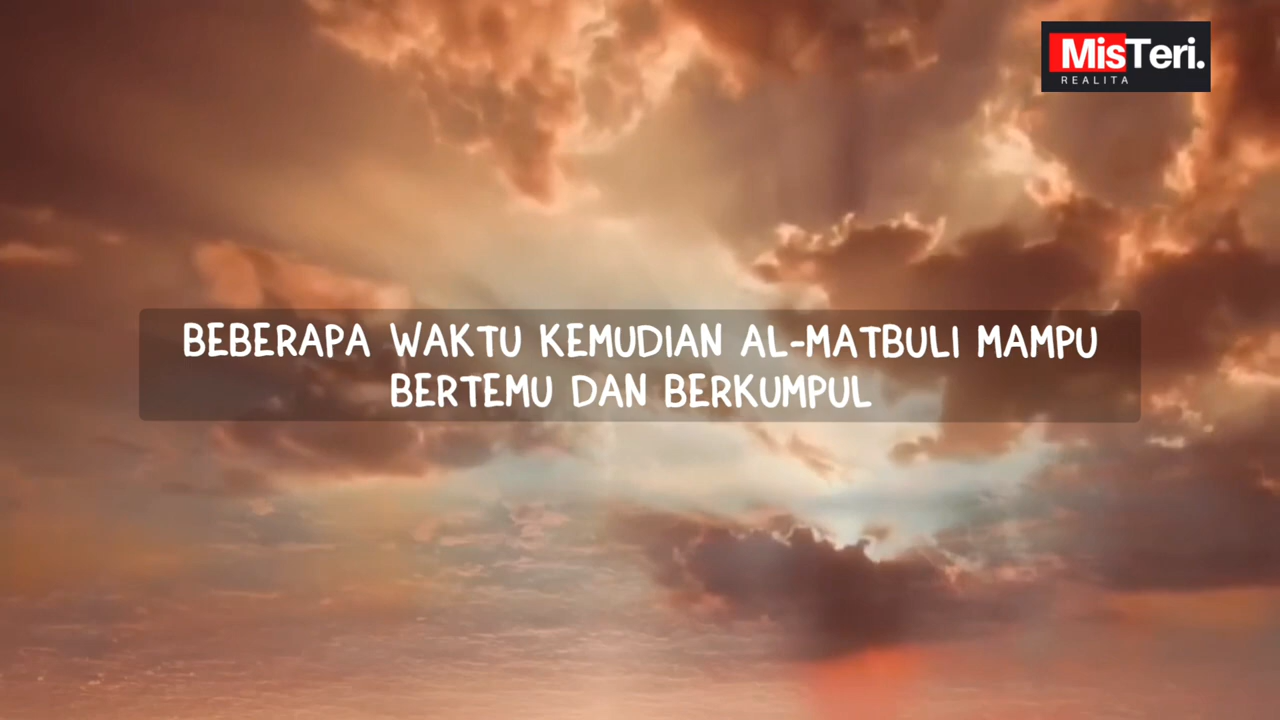 MisTeri.
REALITA
BEBERAPA WAKTU KEMUDIAN AL-MATBULI MAMPU
BERTEMU DAN BERKUMPUL